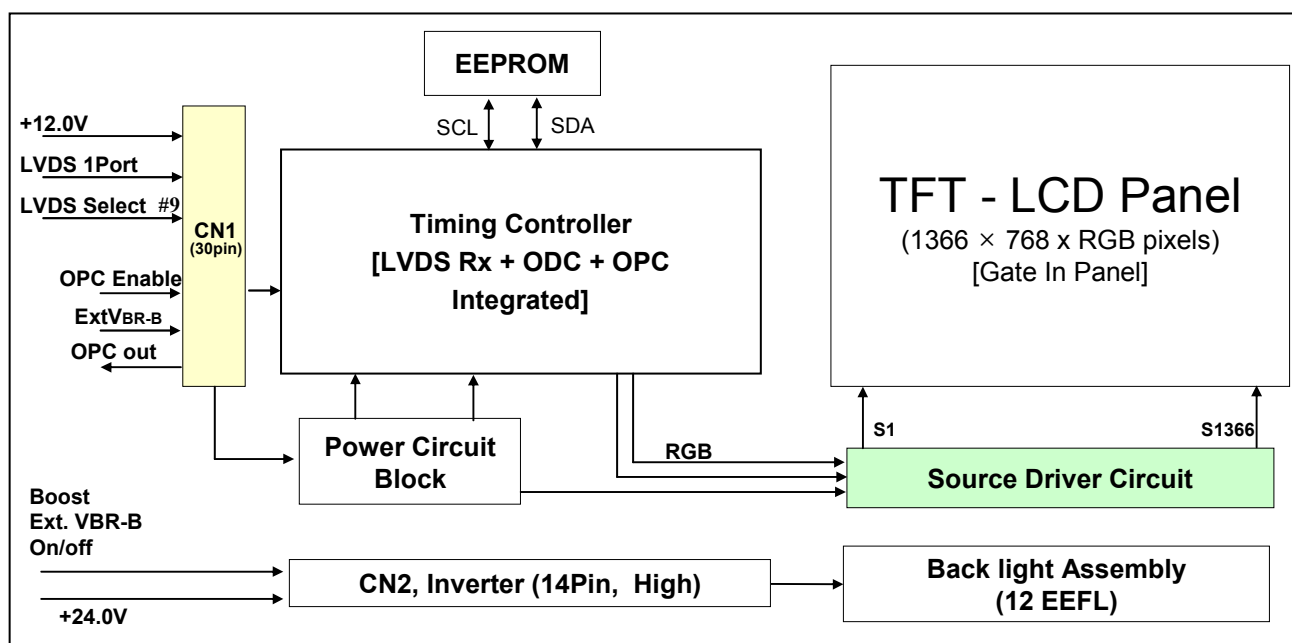 EEPROM
SCL
SDA
+12.0V
LVDS 1Port
LVDS Select #9
OPC Enable
ExtVBR-B
OPC out
CN1
(30pin)
Timing Controller
[LVDS Rx + ODC + OPC
Integrated]
TFT - LCD Panel
(1366 × 768 x RGB pixels)
[Gate In Panel]
S1
S1366
Power Circuit
Block
RGB
Source Driver Circuit
Boost
Ext. VBR-B
On/off
+24.0V
CN2, Inverter (14Pin, High)
Back light Assembly
(12 EEFL)